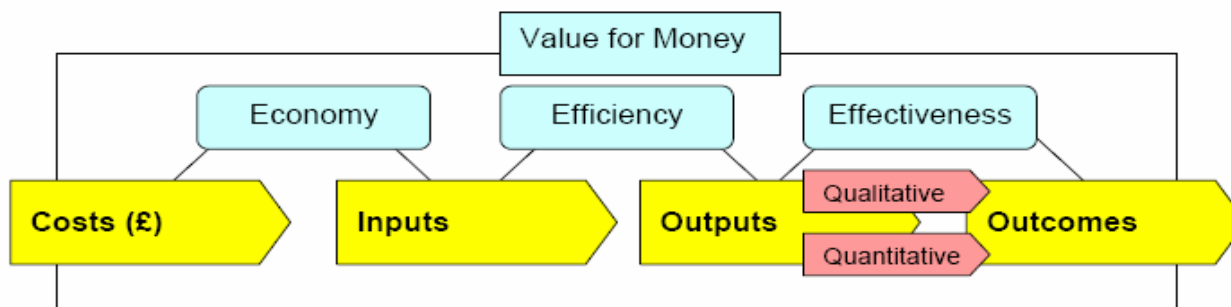 Value for Money
Economy
Efficiency
Effectiveness
Costs (£)
Inputs
Outputs
Qualitative
Quantitative
Outcomes